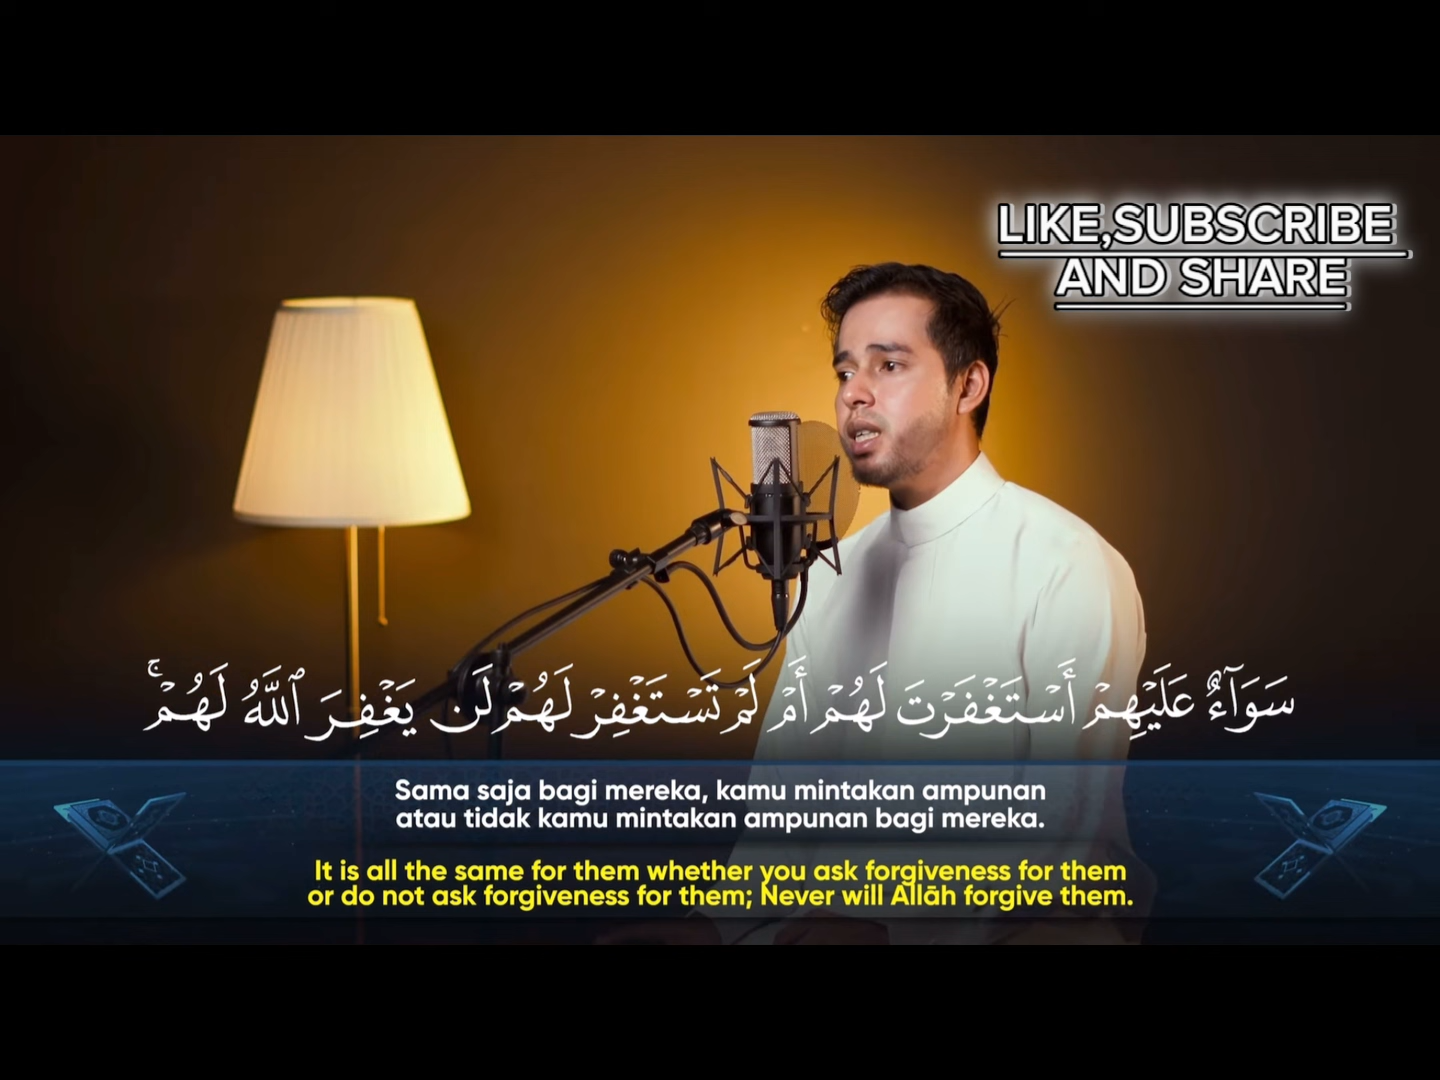 LIKE,SUBSCRIBE
AND SHARE
سَوَآءٌ عَلَيْهِمْ أَسْتَغْفَرْتَ لَهُمْ أَمْ لَمْ تَسْتَغْفِرْ لَهُمْ لَن يَغْفِرَ ٱللَّهُ لَهُمْۚ
Sama saja bagi mereka, kamu mintakan ampunan
atau tidak kamu mintakan ampunan bagi mereka.
It is all the same for them whether you ask forgiveness for them
or do not ask forgiveness for them; Never will Allāh forgive them.